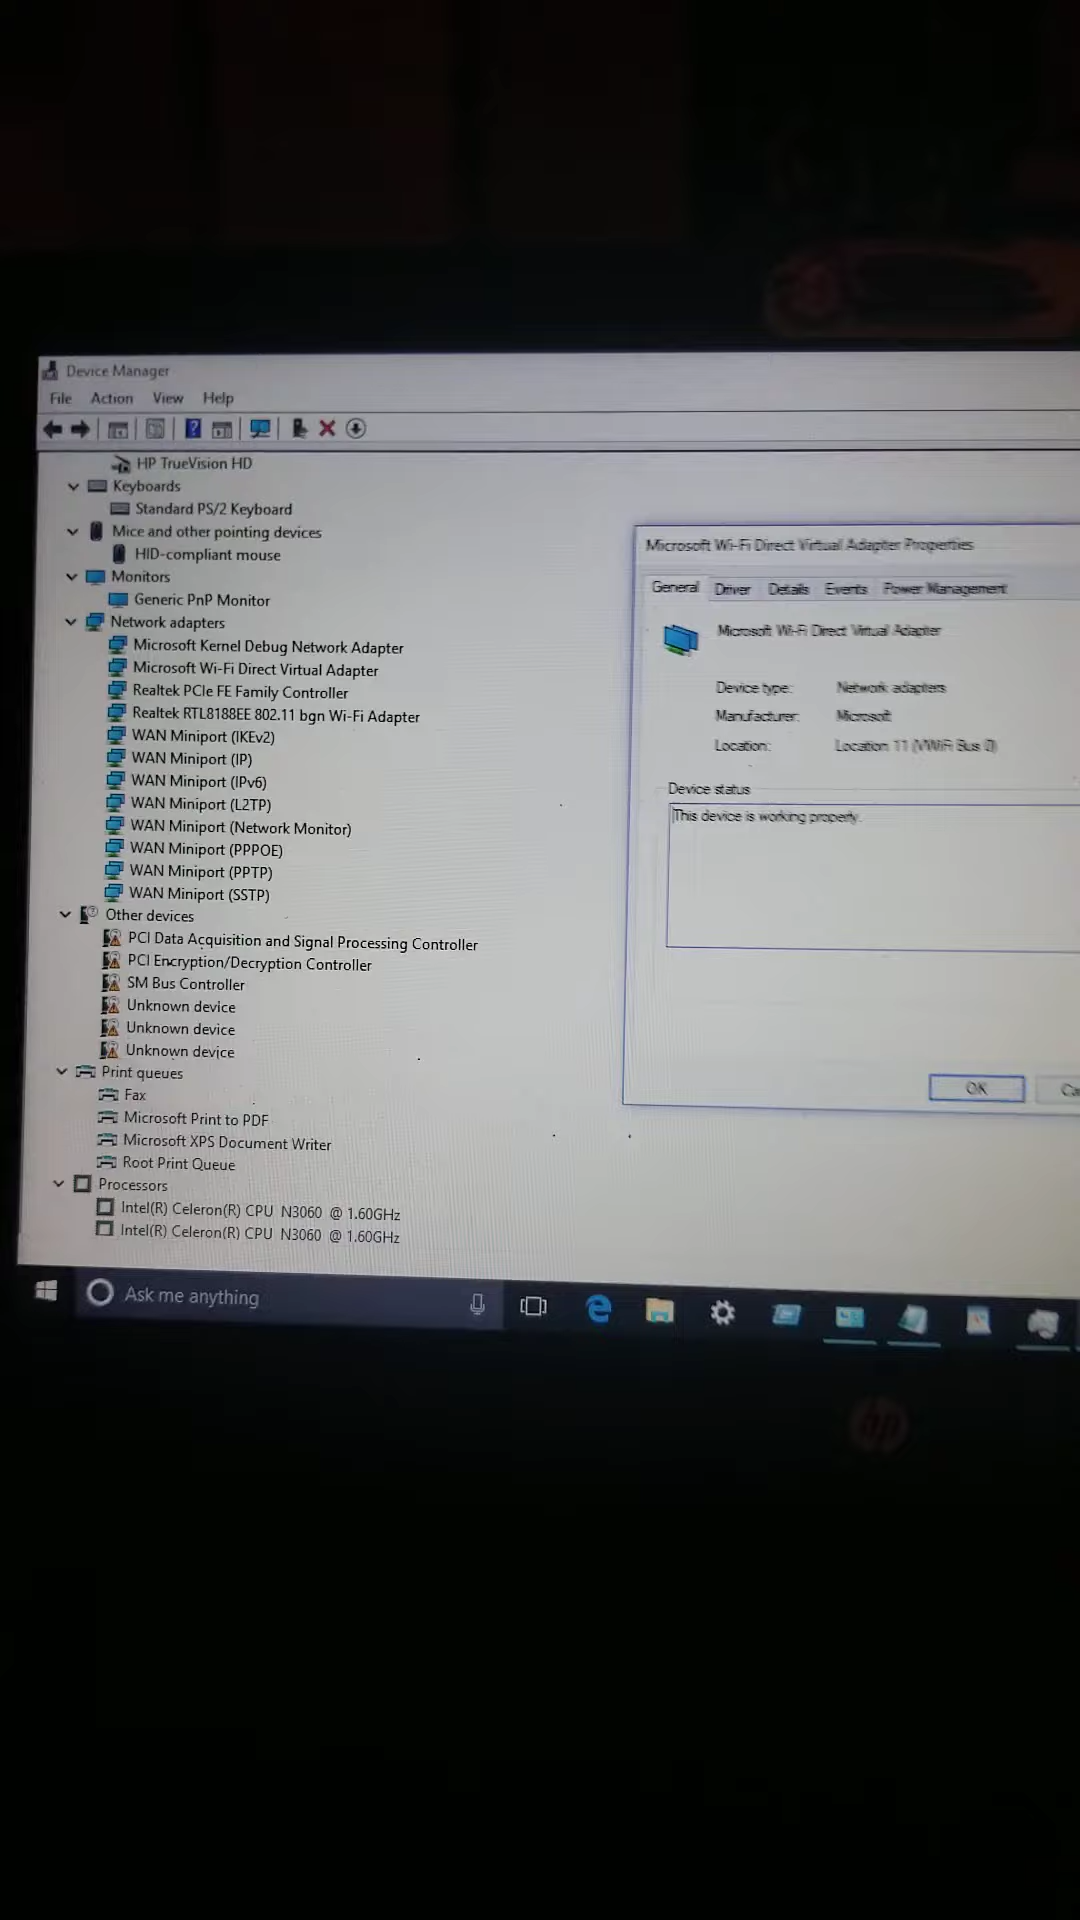 Device Manager
File Action View Help
HP TrueVision HD
Keyboards
Standard PS/2 Keyboard
Mice and other pointing devices
HID-compliant mouse
Monitors
Generic PnP Monitor
Network adapters
Microsoft Kernel Debug Network Adapter
Microsoft Wi-Fi Direct Virtual Adapter
Realtek PCIe FE Family Controller
Realtek RTL8188EE 802.11 bgn Wi-Fi Adapter
WAN Miniport (IKEv2)
WAN Miniport (IP)
WAN Miniport (IPv6)
WAN Miniport (L2TP)
WAN Miniport (Network Monitor)
WAN Miniport (PPPOE)
WAN Miniport (PPTP)
WAN Miniport (SSTP)
Other devices
PCI Data Acquisition and Signal Processing Controller
PCI Encryption/Decryption Controller
SM Bus Controller
Unknown device
Unknown device
Unknown device
Print queues
Fax
Microsoft Print to PDF
Microsoft XPS Document Writer
Root Print Queue
Processors
Intel(R) Celeron(R) CPU N3060 @ 1.60GHz
Intel(R) Celeron(R) CPU N3060 @ 1.60GHz
Microsoft Wi-Fi Direct Virtual Adapter Properties
General Driver Details Events Power Management
Microsoft Wi-Fi Direct Virtual Adapter
Device type: Network adapters
Manufacturer: Microsoft
Location: Location 11 (VWiFi Bus 0)
Device status
This device is working properly.
OK Ca
Ask me anything
hp